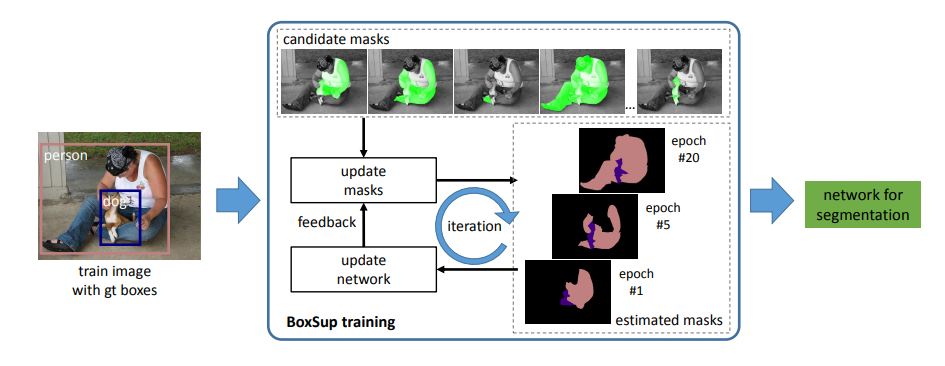 candidate masks
person
dog
train image
with gt boxes
update
masks
feedback
update
network
iteration
...
epoch
#20
epoch
#5
epoch
#1
estimated masks
BoxSup training
network for
segmentation